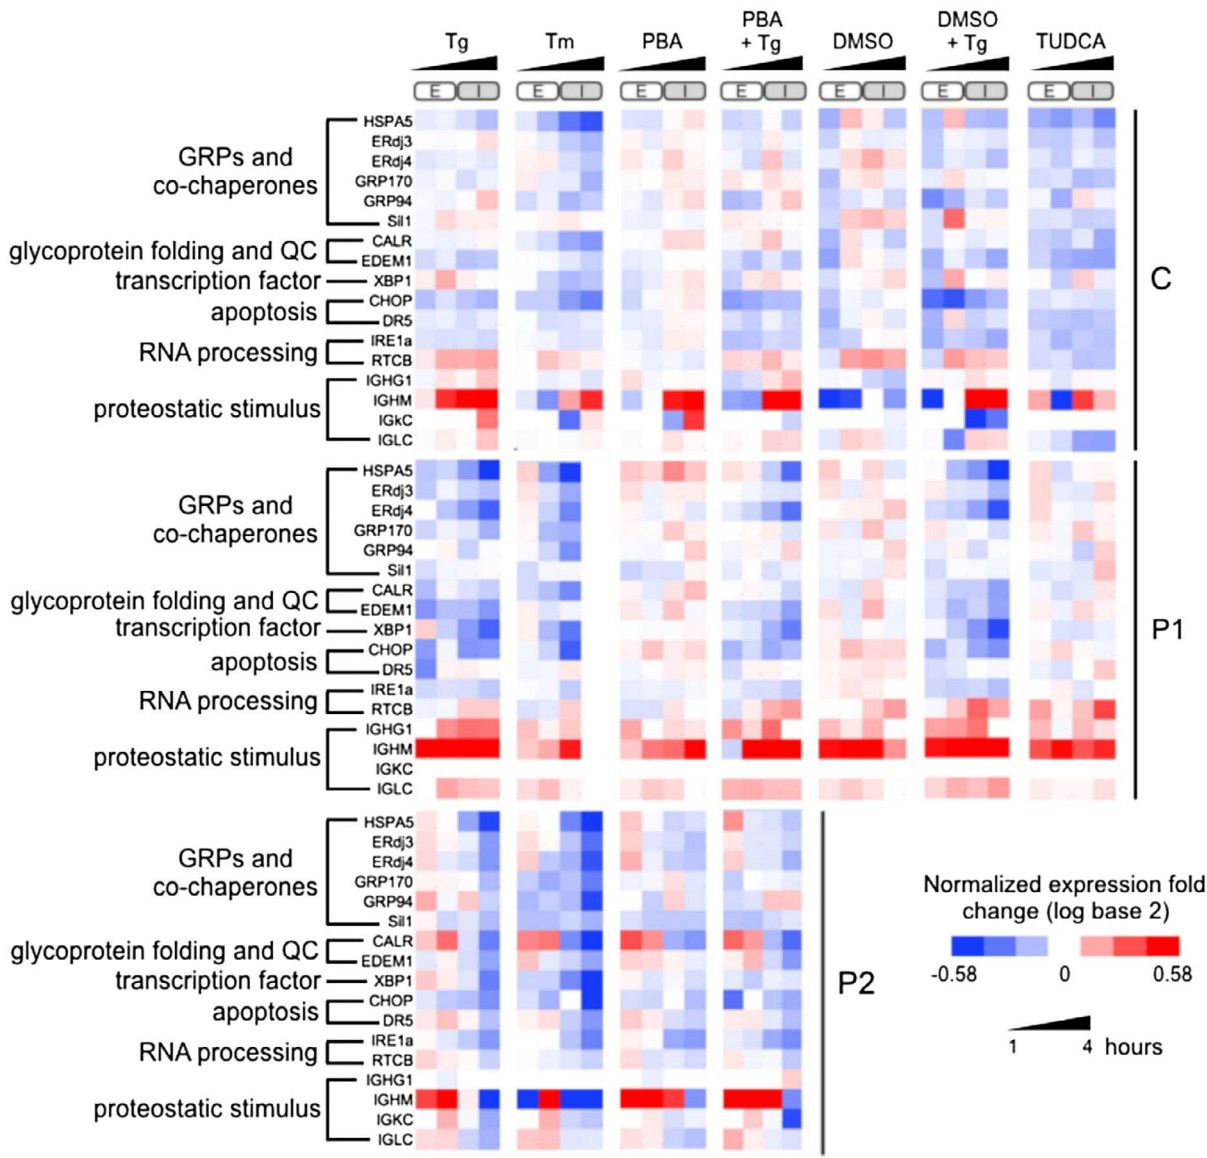 Tg
Tm
PBA
PBA + Tg
DMSO
DMSO + Tg
TUDCA
E I E I E I E I E I E I E I
GRPs and co-chaperones
HSPA5
ERdj3
ERdj4
GRP170
GRP94
Sil1
glycoprotein folding and QC
CALR
EDEM1
transcription factor
XBP1
apoptosis
CHOP
DR5
RNA processing
IRE1a
RTCB
proteostatic stimulus
IGHG1
IGHM
IGkC
IGLC
C
GRPs and co-chaperones
HSPA5
ERdj3
ERdj4
GRP170
GRP94
Sil1
glycoprotein folding and QC
CALR
EDEM1
transcription factor
XBP1
apoptosis
CHOP
DR5
RNA processing
IRE1a
RTCB
proteostatic stimulus
IGHG1
IGHM
IGKC
IGLC
P1
GRPs and co-chaperones
HSPA5
ERdj3
ERdj4
GRP170
GRP94
Sil1
glycoprotein folding and QC
CALR
EDEM1
transcription factor
XBP1
apoptosis
CHOP
DR5
RNA processing
IRE1a
RTCB
proteostatic stimulus
IGHG1
IGHM
IGKC
IGLC
P2
Normalized expression fold
change (log base 2)
-0.58 0 0.58
1 4 hours